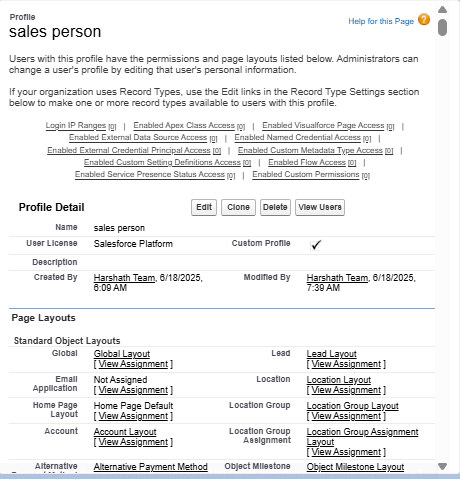 Profile
sales person
Help for this Page
Users with this profile have the permissions and page layouts listed below. Administrators can
change a user's profile by editing that user's personal information.
If your organization uses Record Types, use the Edit links in the Record Type Settings section
below to make one or more record types available to users with this profile.
Login IP Ranges [0] | Enabled Apex Class Access [0] | Enabled Visualforce Page Access [0] |
Enabled External Data Source Access [0] | Enabled Named Credential Access [0] |
Enabled External Credential Principal Access [0] | Enabled Custom Metadata Type Access [0] |
Enabled Custom Setting Definitions Access [0] | Enabled Flow Access [0] |
Enabled Service Presence Status Access [0] | Enabled Custom Permissions [0]
Profile Detail
Edit Clone Delete View Users
Name sales person
User License Salesforce Platform Custom Profile ✓
Description
Created By Harshath Team, 6/18/2025, Modified By Harshath Team, 6/18/2025,
6:09 AM 7:39 AM
Page Layouts
Standard Object Layouts
Global Global Layout Lead Lead Layout
[ View Assignment ] [ View Assignment ]
Email Not Assigned Location Location Layout
Application [ View Assignment ] [ View Assignment ]
Home Page Home Page Default Location Group Location Group Layout
Layout [ View Assignment ] [ View Assignment ]
Account Account Layout Location Group Location Group Assignment
[ View Assignment ] Assignment Layout
[ View Assignment ]
Alternative Alternative Payment Method Object Milestone Object Milestone Layout